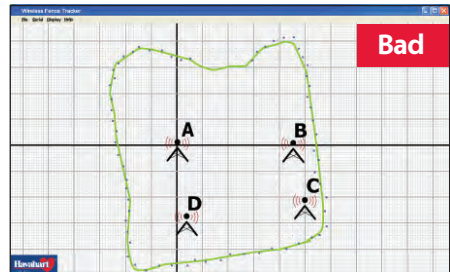 Wireless Fence Tracker
File Serial Display Help
Bad
A
B
C
D
Havahart